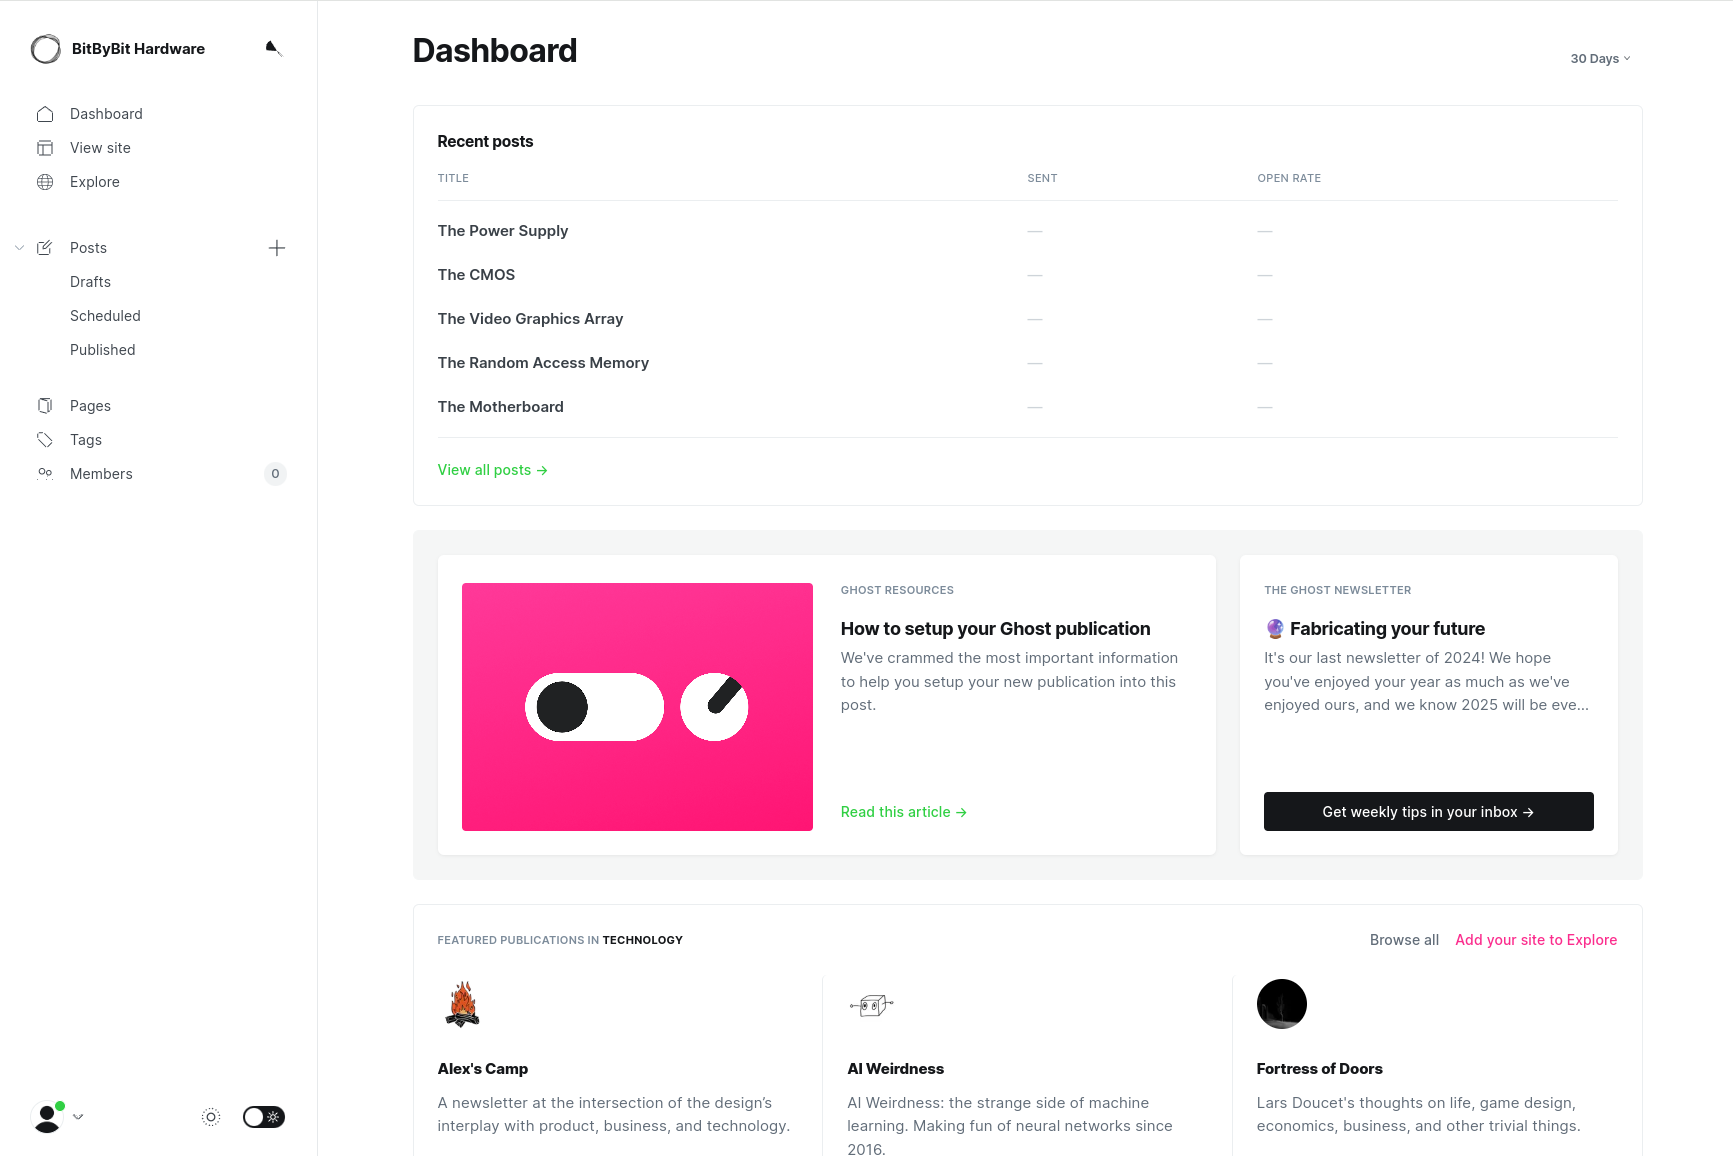 BitByBit Hardware
Dashboard
View site
Explore
Posts
Drafts
Scheduled
Published
Pages
Tags
Members
0
Dashboard
30 Days
Recent posts
TITLE SENT OPEN RATE
The Power Supply — —
The CMOS — —
The Video Graphics Array — —
The Random Access Memory — —
The Motherboard — —
View all posts →
GHOST RESOURCES
How to setup your Ghost publication
We've crammed the most important information
to help you setup your new publication into this
post.
Read this article →
THE GHOST NEWSLETTER
🔮 Fabricating your future
It's our last newsletter of 2024! We hope
you've enjoyed your year as much as we've
enjoyed ours, and we know 2025 will be eve...
Get weekly tips in your inbox →
FEATURED PUBLICATIONS IN TECHNOLOGY
Browse all
Add your site to Explore
Alex's Camp
A newsletter at the intersection of the design’s
interplay with product, business, and technology.
AI Weirdness
AI Weirdness: the strange side of machine
learning. Making fun of neural networks since
2016.
Fortress of Doors
Lars Doucet's thoughts on life, game design,
economics, business, and other trivial things.